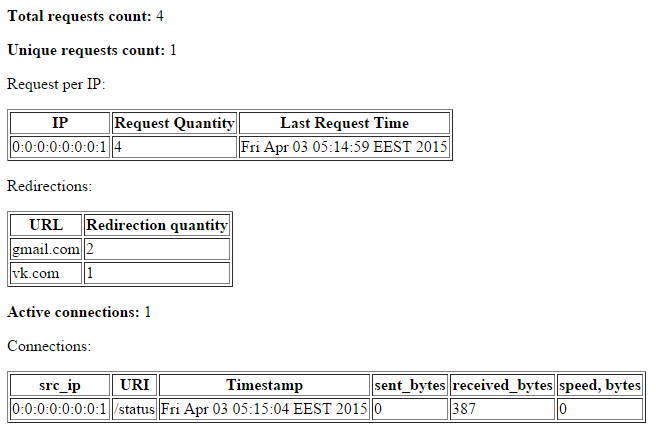 Total requests count: 4
Unique requests count: 1
Request per IP:
IP Request Quantity Last Request Time
0:0:0:0:0:0:0:1 4 Fri Apr 03 05:14:59 EEST 2015
Redirections:
URL Redirection quantity
gmail.com 2
vk.com 1
Active connections: 1
Connections:
src_ip URI Timestamp sent_bytes received_bytes speed, bytes
0:0:0:0:0:0:0:1 /status Fri Apr 03 05:15:04 EEST 2015 0 387 0